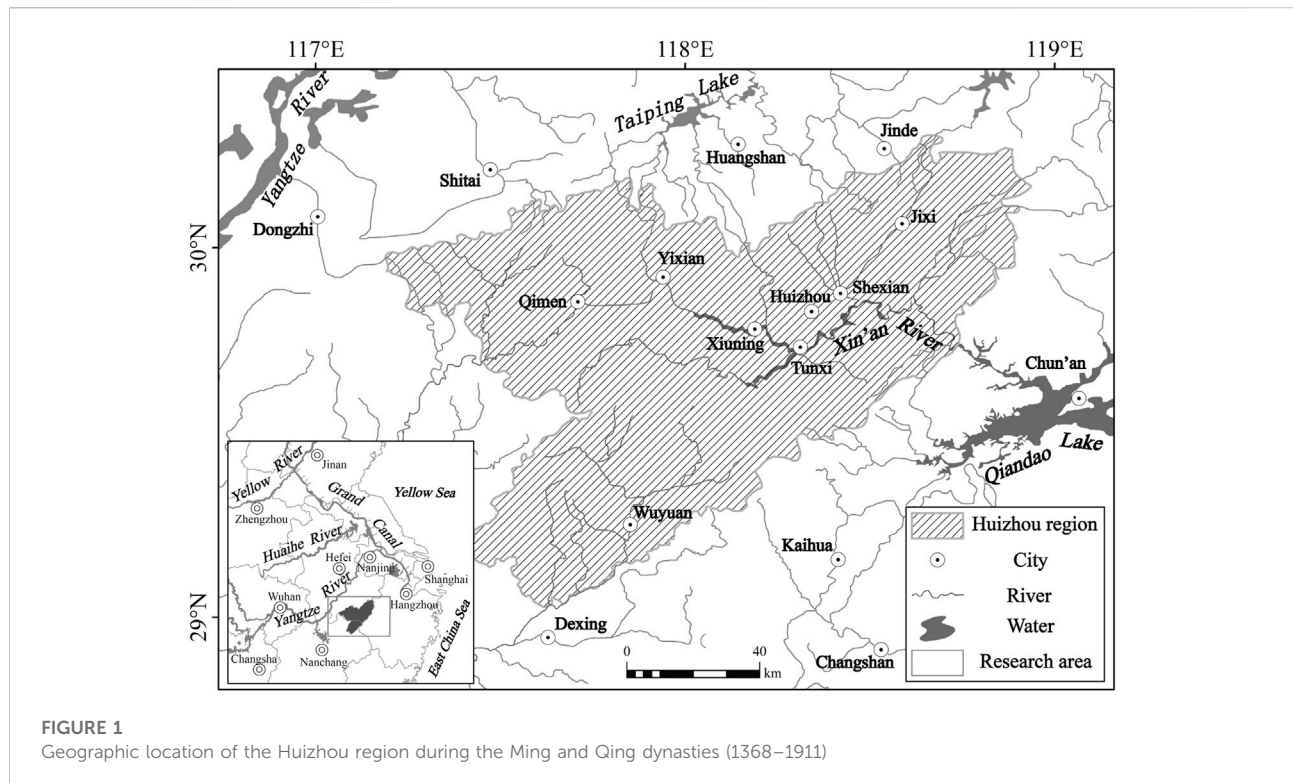 117°E
118°E
119°E
Yangtze River
Taiping Lake
Jinde
Huangshan
Shitai
Dongzhi
Jixi
30°N
Yixian
Qimen
Huizhou
Shexian
Xiuning
Xin'an River
Tunxi
Chun'an
Qiandao Lake
Wuyuan
Kaihua
29°N
Dexing
Changshan
0 20 40
km
Huizhou region
City
River
Water
Research area
Jinan
Yellow River
Grand Canal
Yellow Sea
Zhengzhou
Huaihe River
Hefei
Nanjing
Shanghai
Wuhan
Yangtze River
Hangzhou
East China Sea
Changsha
Nanchang
FIGURE 1
Geographic location of the Huizhou region during the Ming and Qing dynasties (1368–1911)